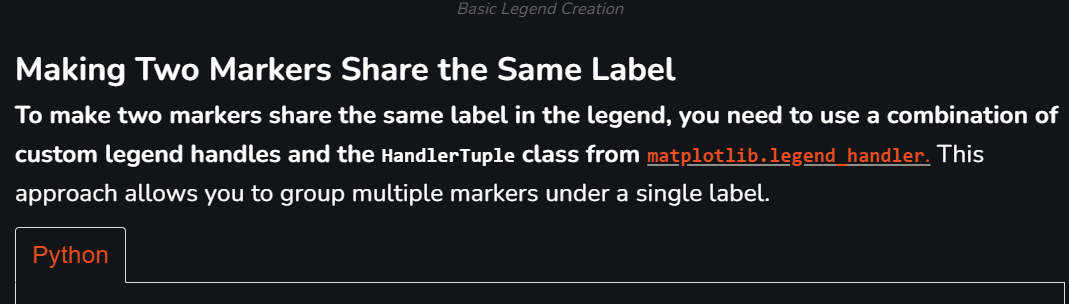 Basic Legend Creation
Making Two Markers Share the Same Label
To make two markers share the same label in the legend, you need to use a combination of
custom legend handles and the HandlerTuple class from matplotlib.legend_handler. This
approach allows you to group multiple markers under a single label.
Python